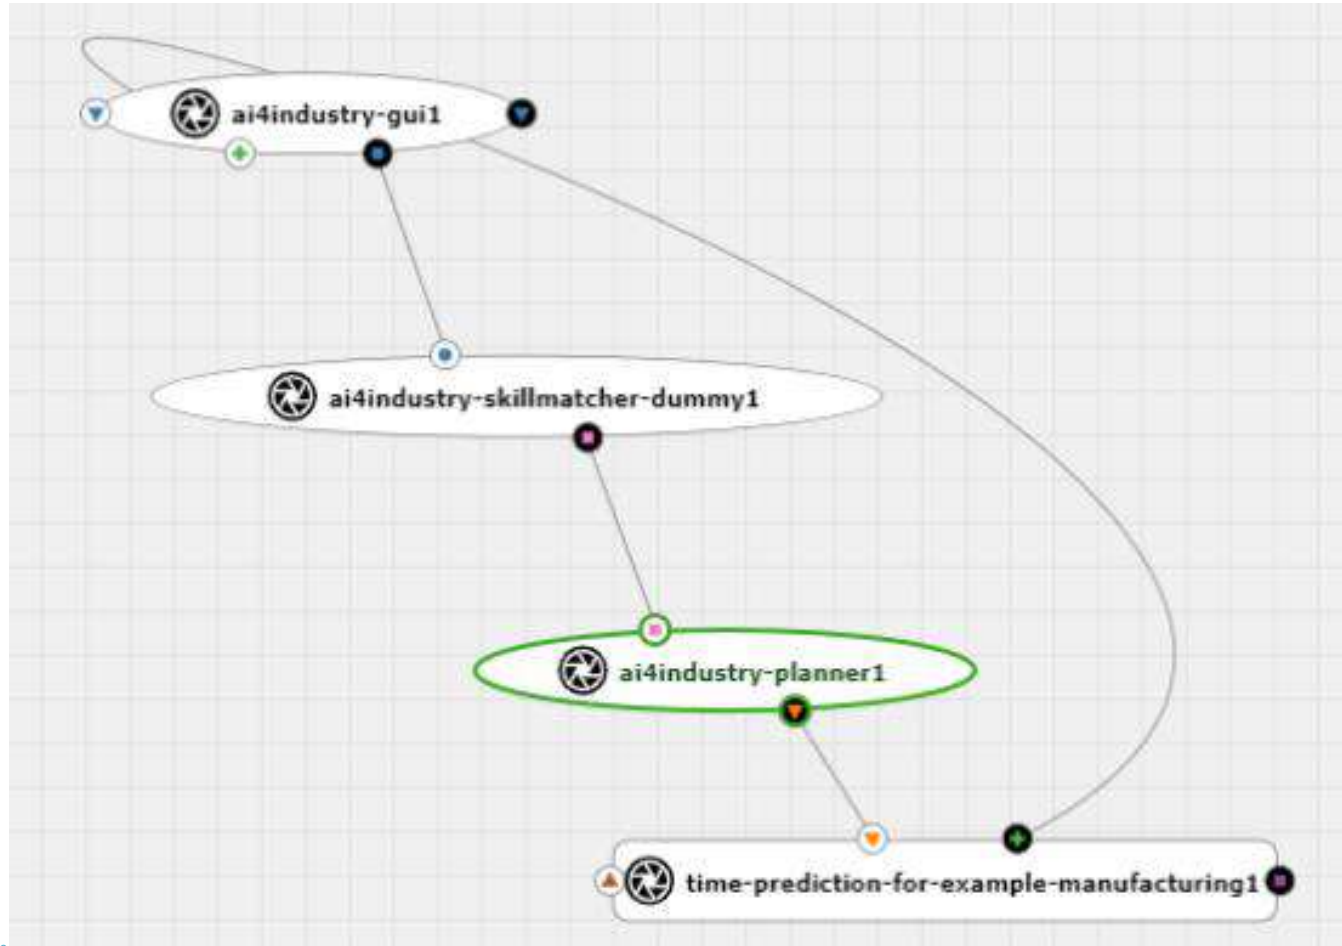 ai4industry-gui1
ai4industry-skillmatcher-dummy1
ai4industry-planner1
time-prediction-for-example-manufacturing1